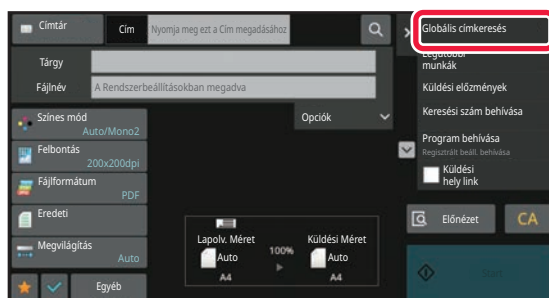 Címtár
Cím
Nyomja meg ezt a Cím megadásához
Tárgy
Fájlnév
A Rendszerbeállításokban megadva
Színes mód
Auto/Mono2
Felbontás
200x200dpi
Fájlformátum
PDF
Eredeti
Megvilágítás
Auto
Egyéb
Opciók
Lapolv. Méret
Auto
A4
100%
Küldési Méret
Auto
A4
Globális címkeresés
Legutóbbi
munkák
Küldési előzmények
Keresési szám behívása
Program behívása
Regisztrált beáll. behívása
Küldési
hely link
Előnézet
CA
Start